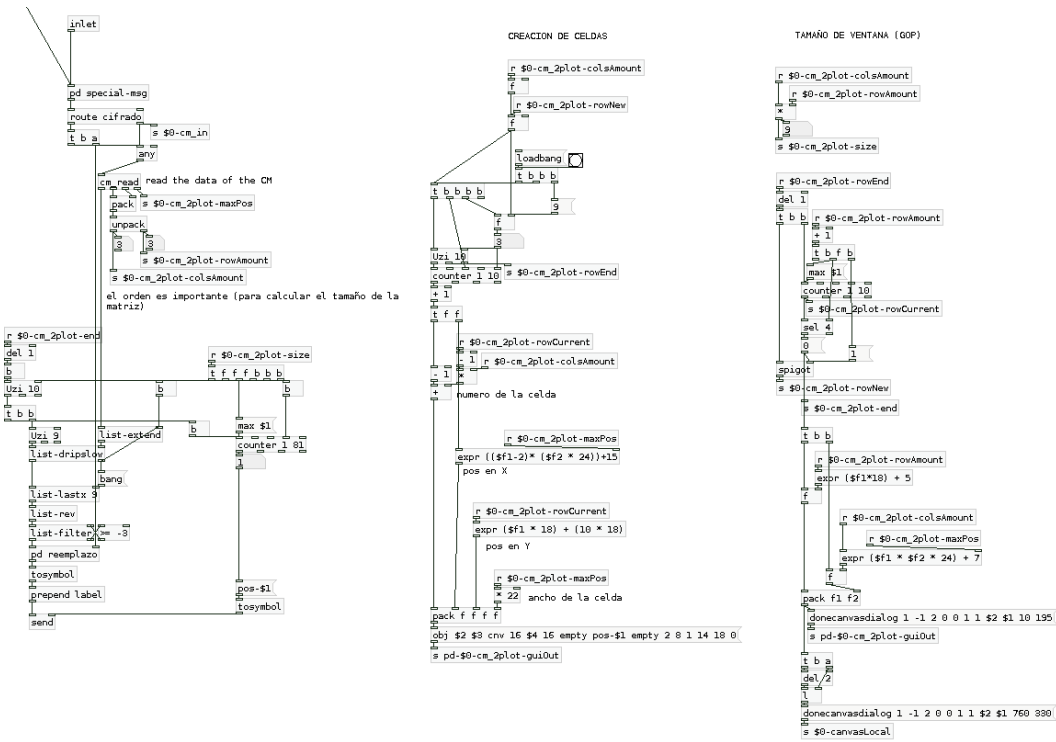 inlet
pd special-msg
route cifrado
s $0-cm_in
t b a
any
cm_read
read the data of the CM
pack
s $0-cm_2plot-maxPos
unpack
3
3
s $0-cm_2plot-rowAmount
s $0-cm_2plot-colsAmount
el orden es importante (para calcular el tamaño de la
matriz)
r $0-cm_2plot-end
del 1
b
Uzi 10
t b b
r $0-cm_2plot-size
t f f f b b b
b
b
b
max $1
counter 1 81
1
Uzi 9
list-extend
list-dripslow
bang
list-lastx 9
list-rev
list-filter >= -3
pd reemplazo
tosymbol
prepend label
send
pos-$1
tosymbol
CREACION DE CELDAS
r $0-cm_2plot-colsAmount
f
r $0-cm_2plot-rowNew
f
loadbang
t b b b
t b b b b
9
f
3
Uzi 10
counter 1 10
s $0-cm_2plot-rowEnd
+ 1
t f f
r $0-cm_2plot-rowCurrent
- 1
r $0-cm_2plot-colsAmount
- 1
*
+
numero de la celda
r $0-cm_2plot-maxPos
expr (($f1-2)* ($f2 * 24))+15
pos en X
r $0-cm_2plot-rowCurrent
expr ($f1 * 18) + (10 * 18)
pos en Y
r $0-cm_2plot-maxPos
* 22
ancho de la celda
pack f f f f
obj $2 $3 cnv 16 $4 16 empty pos-$1 empty 2 8 1 14 18 0
s pd-$0-cm_2plot-guiOut
TAMAÑO DE VENTANA (GOP)
r $0-cm_2plot-colsAmount
r $0-cm_2plot-rowAmount
*
9
s $0-cm_2plot-size
r $0-cm_2plot-rowEnd
del 1
t b b
r $0-cm_2plot-rowAmount
+ 1
t b f b
max $1
counter 1 10
s $0-cm_2plot-rowCurrent
sel 4
0
1
spigot
s $0-cm_2plot-rowNew
s $0-cm_2plot-end
t b b
r $0-cm_2plot-rowAmount
expr ($f1*18) + 5
f
r $0-cm_2plot-colsAmount
r $0-cm_2plot-maxPos
expr ($f1 * $f2 * 24) + 7
f
pack f1 f2
donecanvasdialog 1 -1 2 0 0 1 1 $2 $1 10 195
s pd-$0-cm_2plot-guiOut
t b a
del 2
l
donecanvasdialog 1 -1 2 0 0 1 1 $2 $1 760 330
s $0-canvasLocal